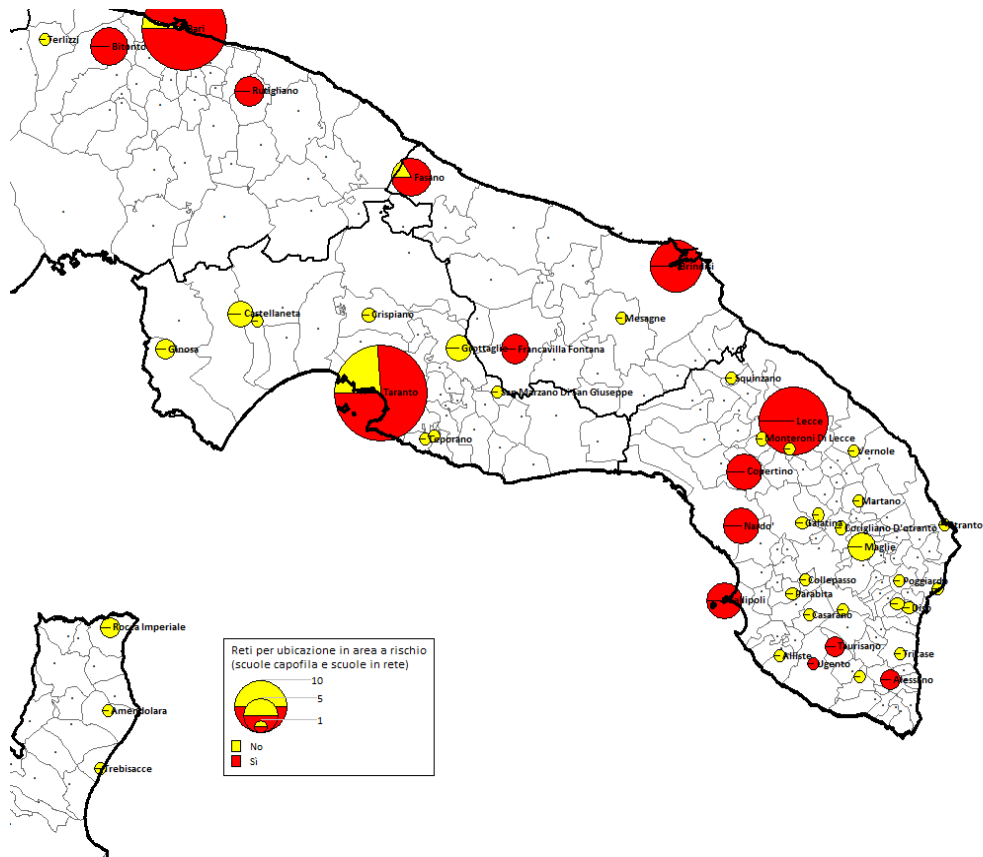 Bari
Terlizzi
Bitonto
Rutigliano
Fasano
Brindisi
Castellaneta
Crispiano
Mesagne
Ginosa
Grottaglie
Francavilla Fontana
Squinzano
Taranto
San Marzano Di San Giuseppe
Lecce
Leporano
Monteroni Di Lecce
Vernole
Copertino
Martano
Nardo'
Galatina
Corigliano D'otranto
Otranto
Maglie
Collepasso
Poggiardo
Parabita
Gallipoli
Diso
Casarano
Taurisano
Alliste
Tricase
Ugento
Alessano
Rocca Imperiale
Amendolara
Trebisacce
Reti per ubicazione in area a rischio
(scuole capofila e scuole in rete)
10
5
1
No
Sì